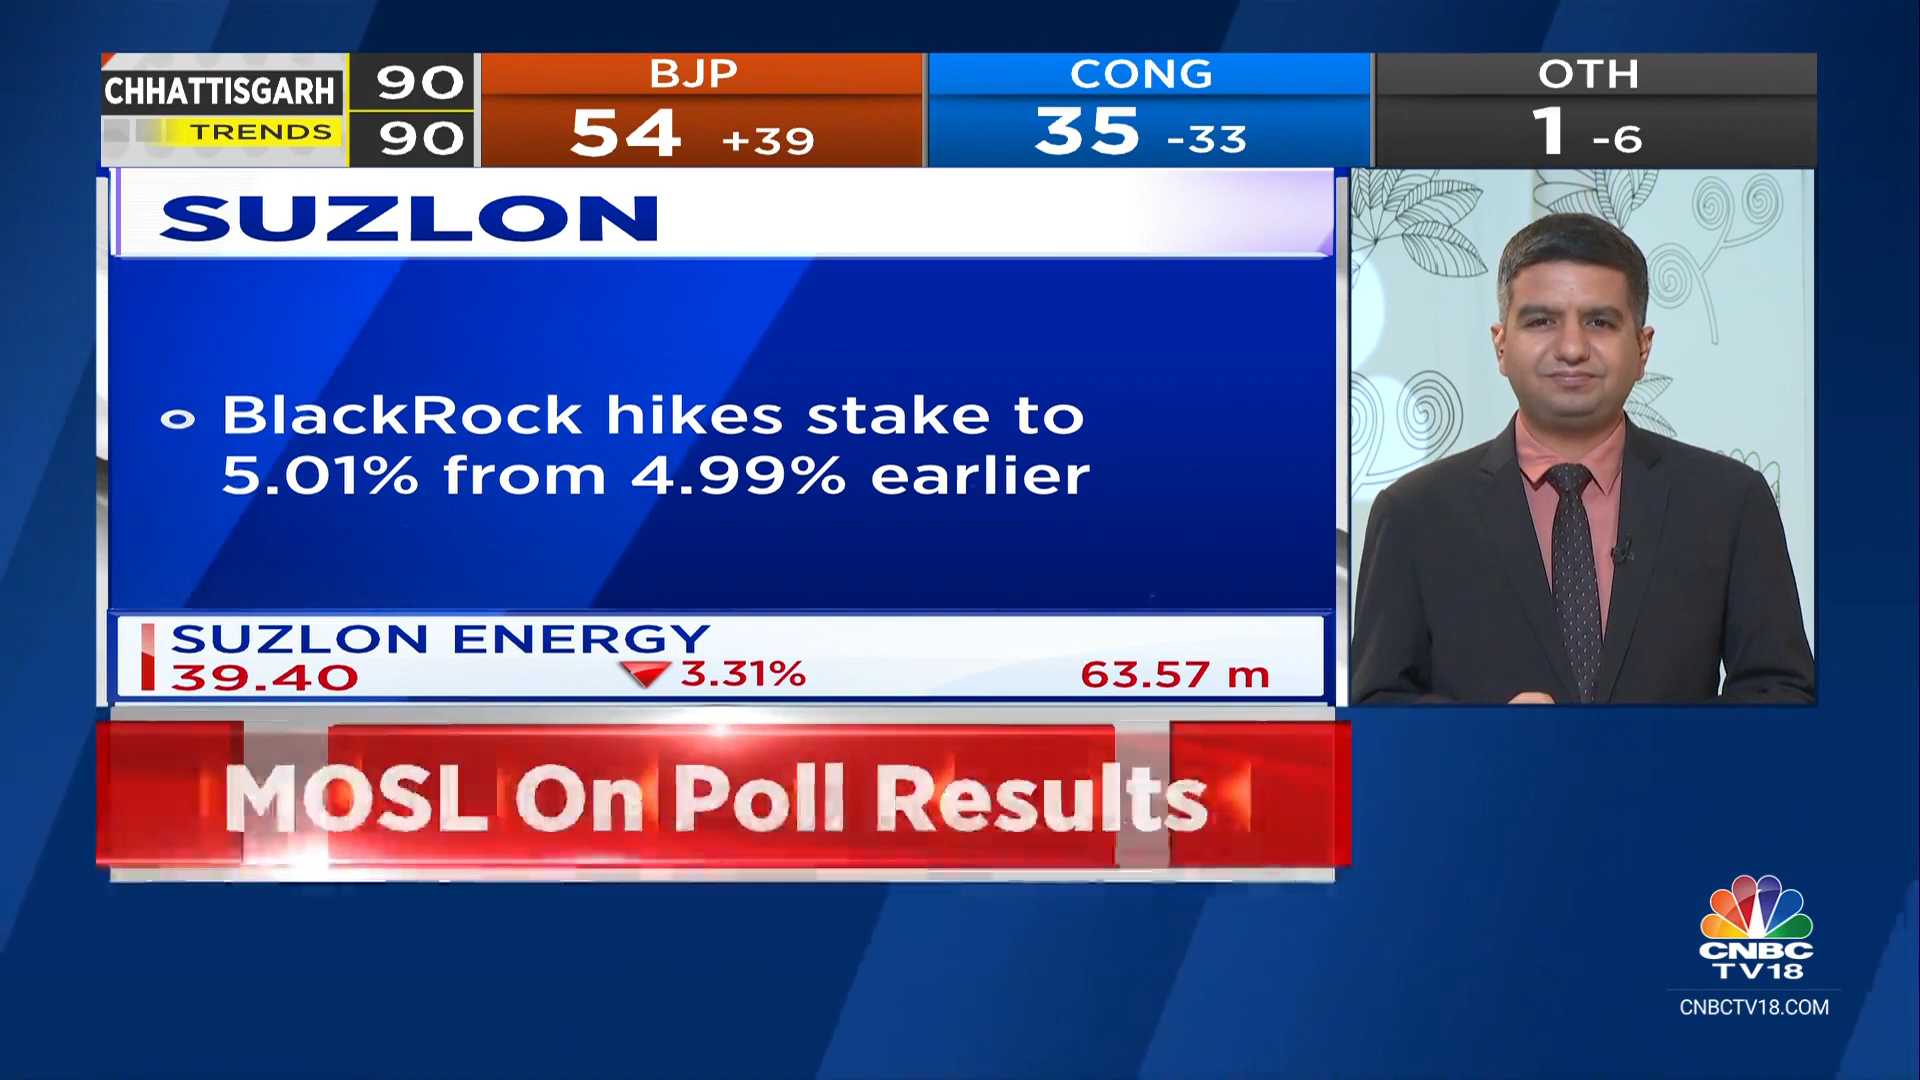 CHHATTISGARH
TRENDS
90
90
BJP
54 +39
CONG
35 -33
OTH
1 -6
SUZLON
BlackRock hikes stake to
5.01% from 4.99% earlier
SUZLON ENERGY
39.40 3.31% 63.57 m
MOSL On Poll Results
CNBC
TV18
CNBCTV18.COM